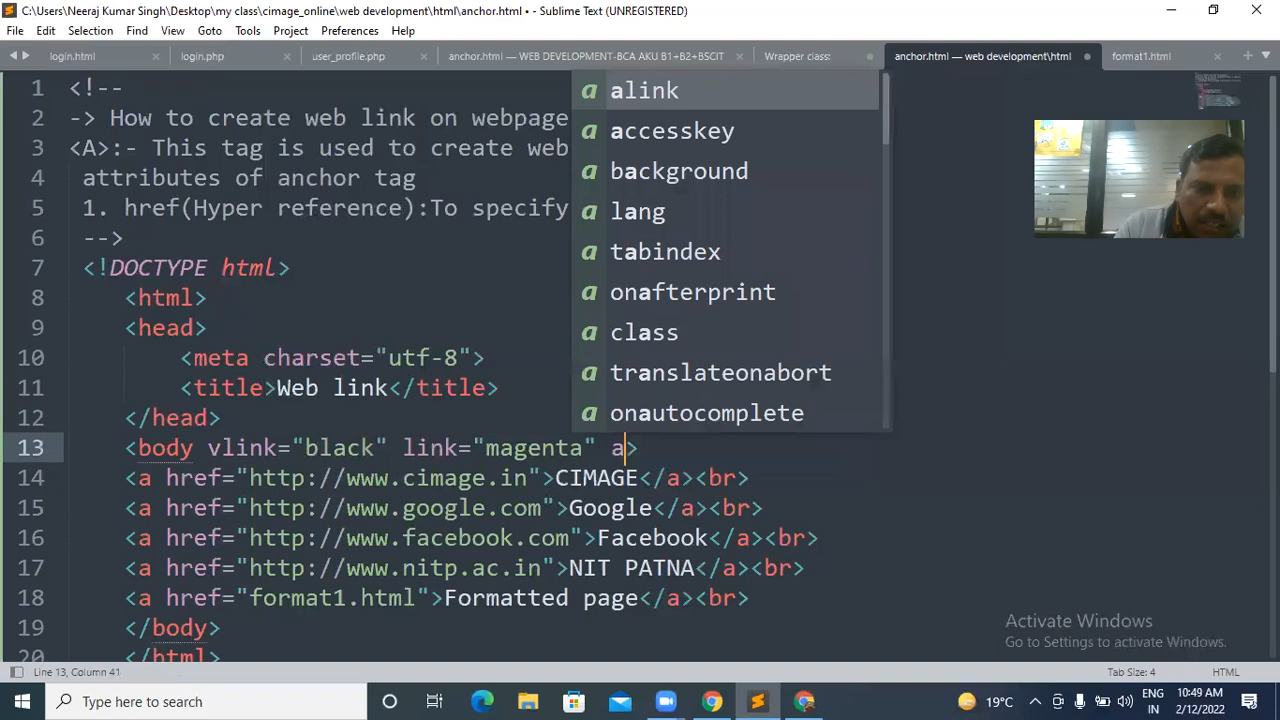 C:\Users\Neeraj Kumar Singh\Desktop\my class\cimage_online\web development\html\anchor.html • - Sublime Text (UNREGISTERED)
File Edit Selection Find View Goto Tools Project Preferences Help
login.html login.php user_profile.php anchor.html — WEB DEVELOPMENT-BCA AKU B1+B2+BSCIT Wrapper class: anchor.html — web development\html format1.html
1 <!--
2 -> How to create web link on webpage
3 <A>:- This tag is used to create web
4 attributes of anchor tag
5 1. href(Hyper reference):To specify
6 -->
7 <!DOCTYPE html>
8 <html>
9 <head>
10 <meta charset="utf-8">
11 <title>Web link</title>
12 </head>
13 <body vlink="black" link="magenta" a>
14 <a href="http://www.cimage.in">CIMAGE</a><br>
15 <a href="http://www.google.com">Google</a><br>
16 <a href="http://www.facebook.com">Facebook</a><br>
17 <a href="http://www.nitp.ac.in">NIT PATNA</a><br>
18 <a href="format1.html">Formatted page</a><br>
19 </body>
20 </html>
a alink
a accesskey
a background
a lang
a tabindex
a onafterprint
a class
a translateonabort
a onautocomplete
Activate Windows
Go to Settings to activate Windows.
Line 13, Column 41 Tab Size: 4 HTML
Type here to search
19°C
ENG
IN
10:49 AM
2/12/2022